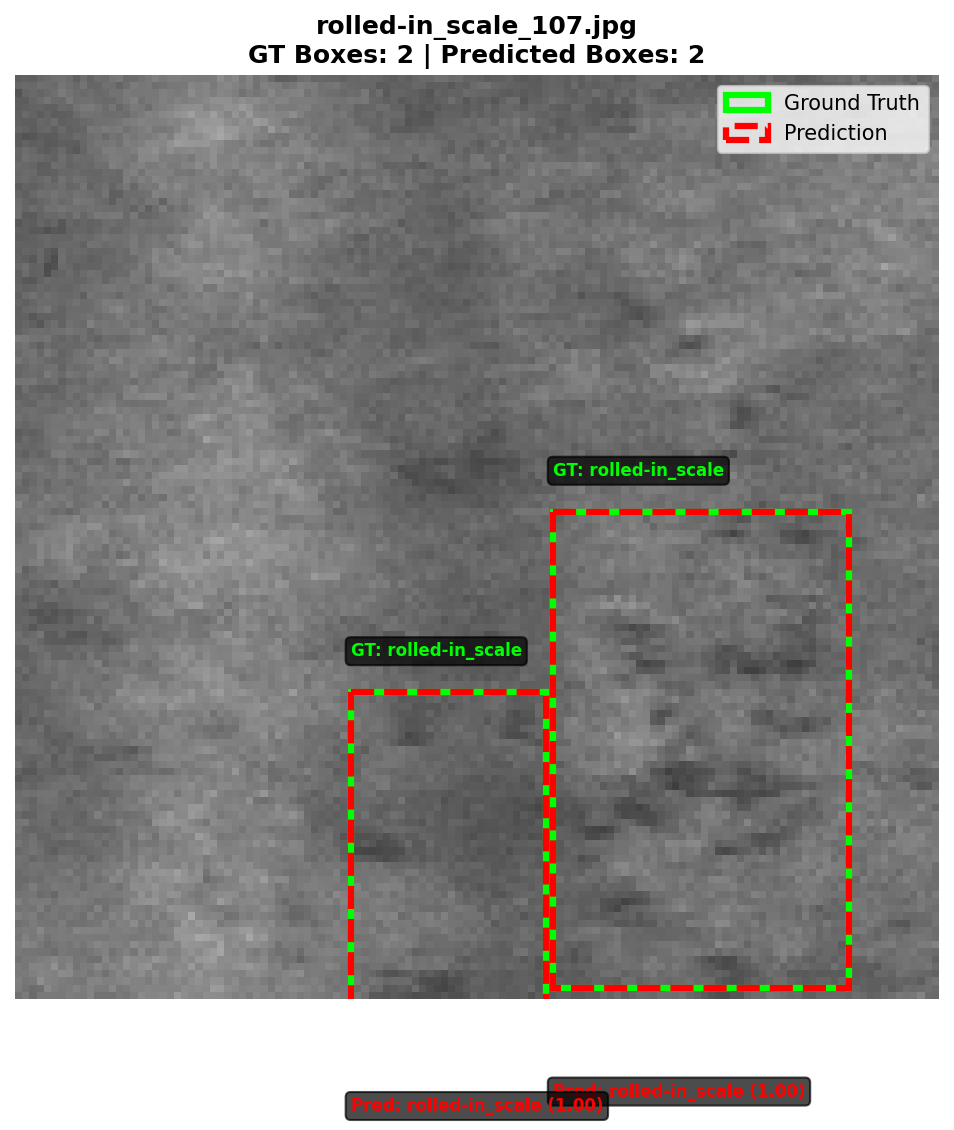 rolled-in_scale_107.jpg
GT Boxes: 2 | Predicted Boxes: 2
Ground Truth
Prediction
GT: rolled-in_scale
GT: rolled-in_scale
Pred: rolled-in_scale (1.00)
Pred: rolled-in_scale (1.00)